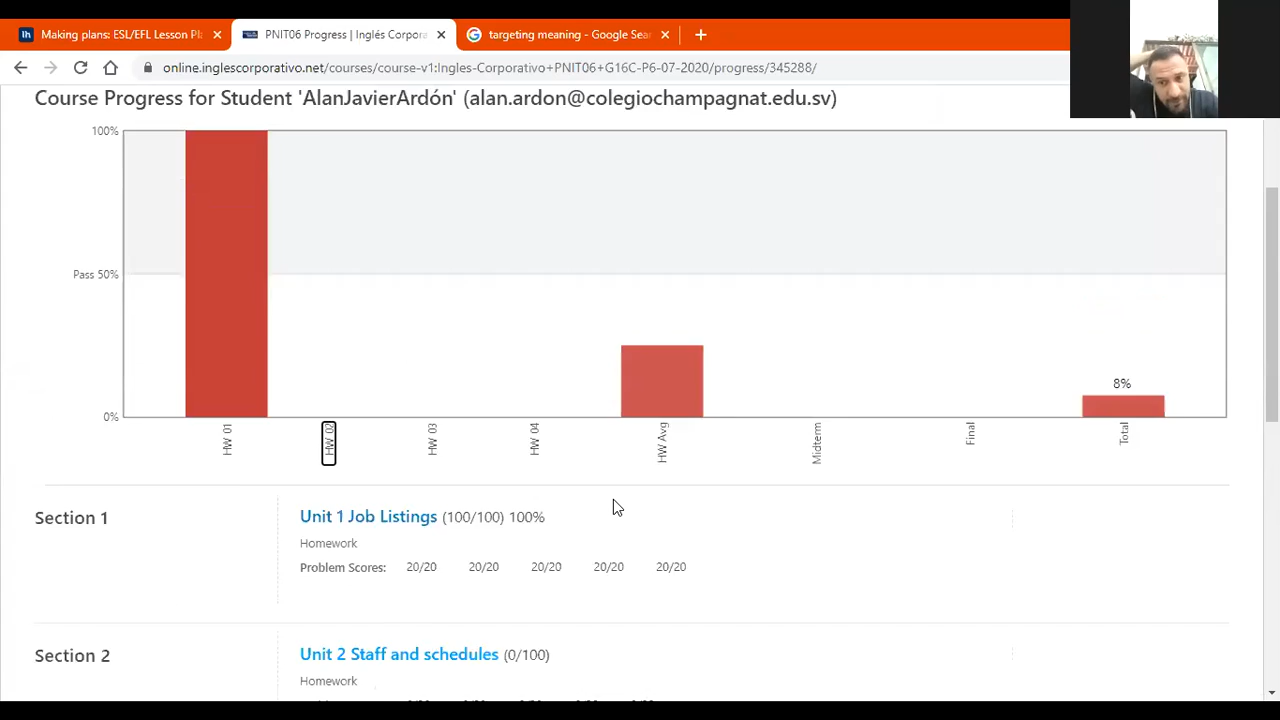 Making plans: ESL/EFL Lesson Pl
PNIT06 Progress | Inglés Corpora
targeting meaning - Google Sea
online.inglescorporativo.net/courses/course-v1:Ingles-Corporativo+PNIT06+G16C-P6-07-2020/progress/345288/
Course Progress for Student 'AlanJavierArdón' (alan.ardon@colegiochampagnat.edu.sv)
100%
Pass 50%
0%
8%
HW 01
HW 02
HW 03
HW 04
HW Avg
Midterm
Final
Total
Section 1
Unit 1 Job Listings (100/100) 100%
Homework
Problem Scores: 20/20 20/20 20/20 20/20 20/20
Section 2
Unit 2 Staff and schedules (0/100)
Homework